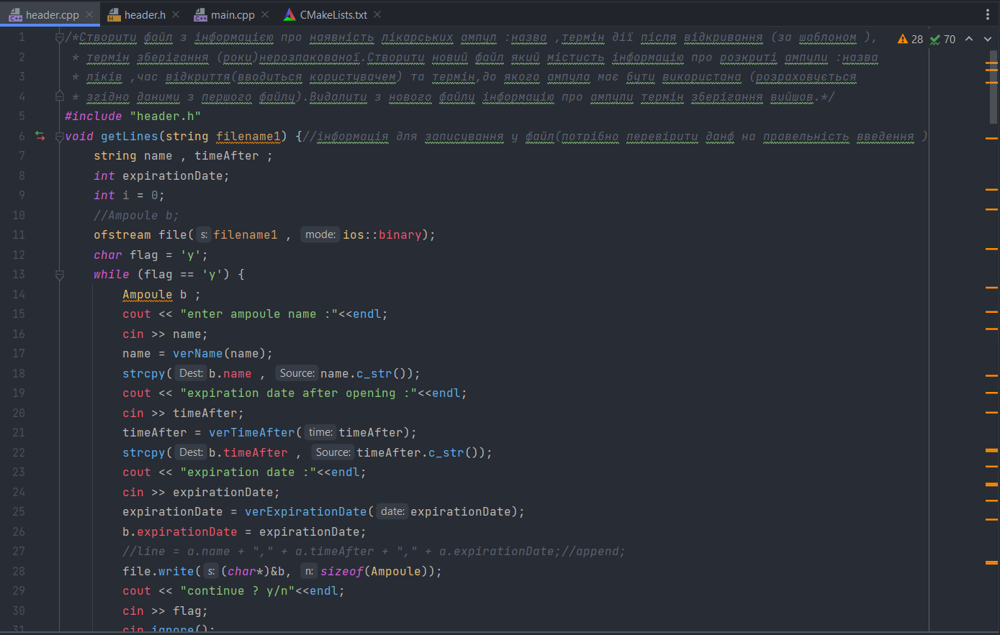 header.cpp header.h main.cpp CMakeLists.txt
28 70
1 /*Створити файл з інформацією про наявність лікарських ампул :назва ,термін дії після відкривання (за шаблоном ),
2 * термін зберігання (роки)нерозпакованої.Створити новий файл який містисть інформацію про розкриті ампули :назва
3 * ліків ,час відкриття(вводиться користувачем) та термін,до якого ампула має бути використана (розраховується
4 * згідно даними з першого файлу).Видалити з нового файлу інформацію про ампули термін зберігання вийшов.*/
5 #include "header.h"
6 void getLines(string filename1) {//інформація для записування у файл(потрібно перевірити данф на правельність введення )
7 string name , timeAfter ;
8 int expirationDate;
9 int i = 0;
10 //Ampoule b;
11 ofstream file( s: filename1 , mode: ios::binary);
12 char flag = 'y';
13 while (flag == 'y') {
14 Ampoule b ;
15 cout << "enter ampoule name :"<<endl;
16 cin >> name;
17 name = verName(name);
18 strcpy( Dest: b.name , Source: name.c_str());
19 cout << "expiration date after opening :"<<endl;
20 cin >> timeAfter;
21 timeAfter = verTimeAfter( time: timeAfter);
22 strcpy( Dest: b.timeAfter , Source: timeAfter.c_str());
23 cout << "expiration date :"<<endl;
24 cin >> expirationDate;
25 expirationDate = verExpirationDate( date: expirationDate);
26 b.expirationDate = expirationDate;
27 //line = a.name + "," + a.timeAfter + "," + a.expirationDate;//append;
28 file.write( s: (char*)&b, n: sizeof(Ampoule));
29 cout << "continue ? y/n"<<endl;
30 cin >> flag;
31 cin.ignore();